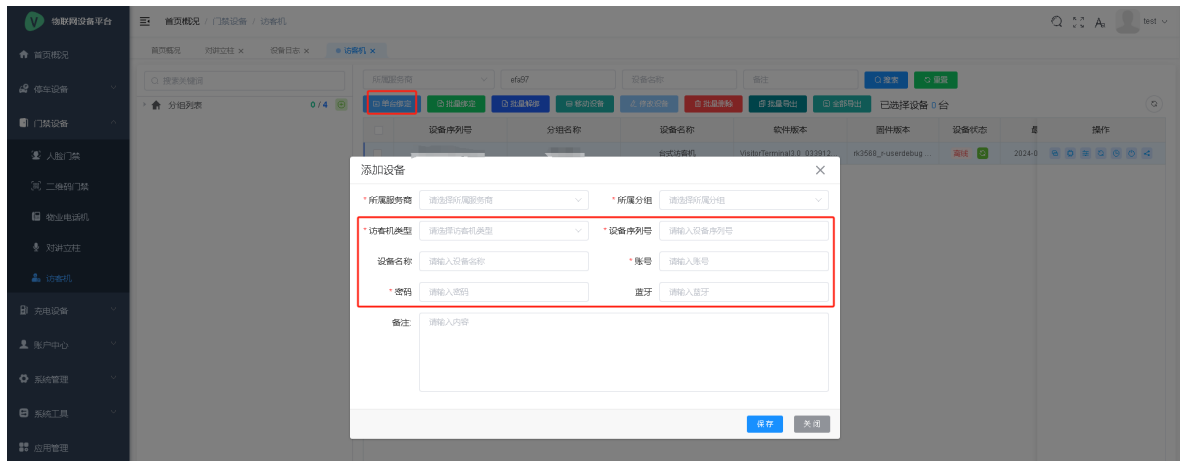 物联网设备平台
首页概况 / 门禁设备 / 访客机
test
首页概况 对讲立柱 × 设备日志 × 访客机 ×
首页概况
停车设备
门禁设备
人脸门禁
二维码门禁
物业电话机
对讲立柱
访客机
充电设备
账户中心
系统管理
系统工具
应用管理
搜索关键词
分组列表 0 / 4
所属服务商 efa97 设备名称 备注 搜索 重置
单台绑定 批量绑定 批量解绑 移动设备 修改设备 批量删除 批量导出 全部导出 已选择设备 0 台
设备序列号 分组名称 设备名称 软件版本 固件版本 设备状态 操作
台式访客机 VisitorTerminal3.0_033912... rk3568_r-userdebug ... 离线 2024-0
添加设备
* 所属服务商 请选择所属服务商 * 所属分组 请选择所属分组
* 访客机类型 请选择访客机类型 * 设备序列号 请输入设备序列号
设备名称 请输入设备名称 * 账号 请输入账号
* 密码 请输入密码 蓝牙 请输入蓝牙
备注: 请输入内容
保存 关闭